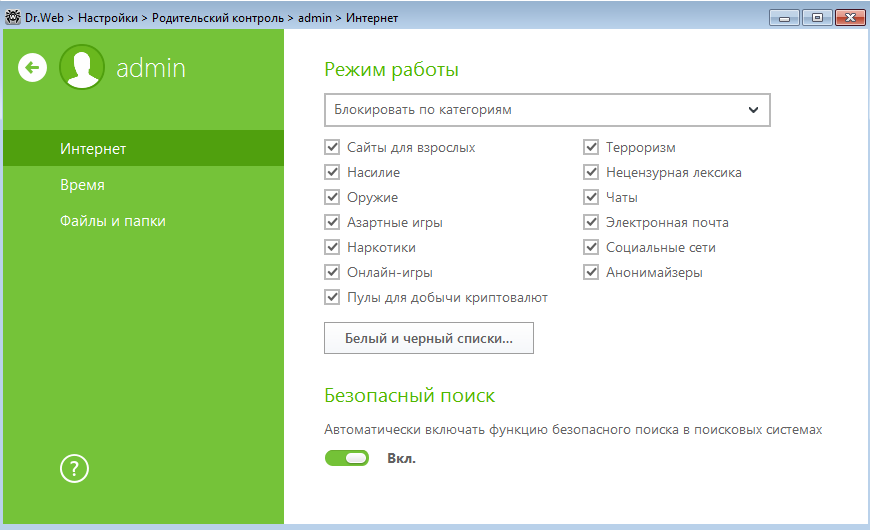 Dr.Web > Настройки > Родительский контроль > admin > Интернет
admin
Интернет
Время
Файлы и папки
?
Режим работы
Блокировать по категориям
Сайты для взрослых
Насилие
Оружие
Азартные игры
Наркотики
Онлайн-игры
Пулы для добычи криптовалют
Терроризм
Нецензурная лексика
Чаты
Электронная почта
Социальные сети
Анонимайзеры
Белый и черный списки...
Безопасный поиск
Автоматически включать функцию безопасного поиска в поисковых системах
Вкл.